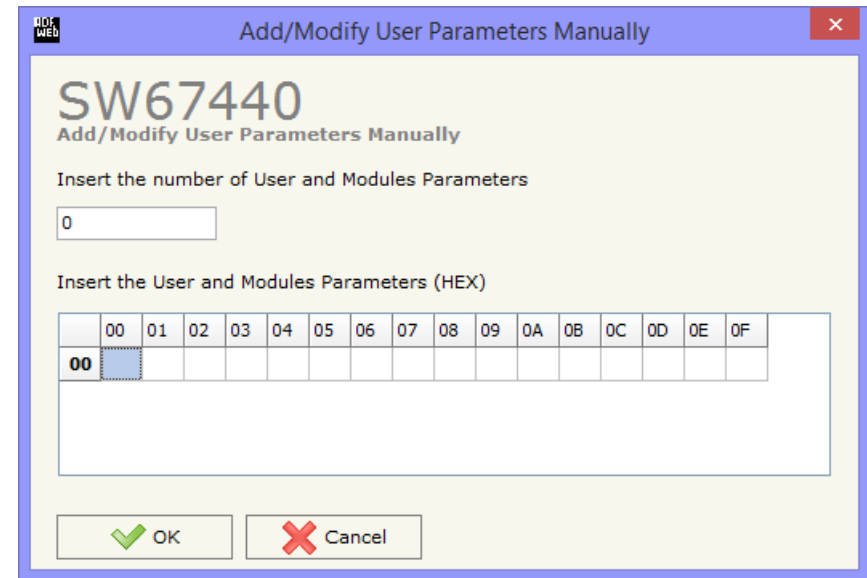 ADF
WEB
Add/Modify User Parameters Manually
SW67440
Add/Modify User Parameters Manually
Insert the number of User and Modules Parameters
0
Insert the User and Modules Parameters (HEX)
00 01 02 03 04 05 06 07 08 09 0A 0B 0C 0D 0E 0F
00
OK Cancel